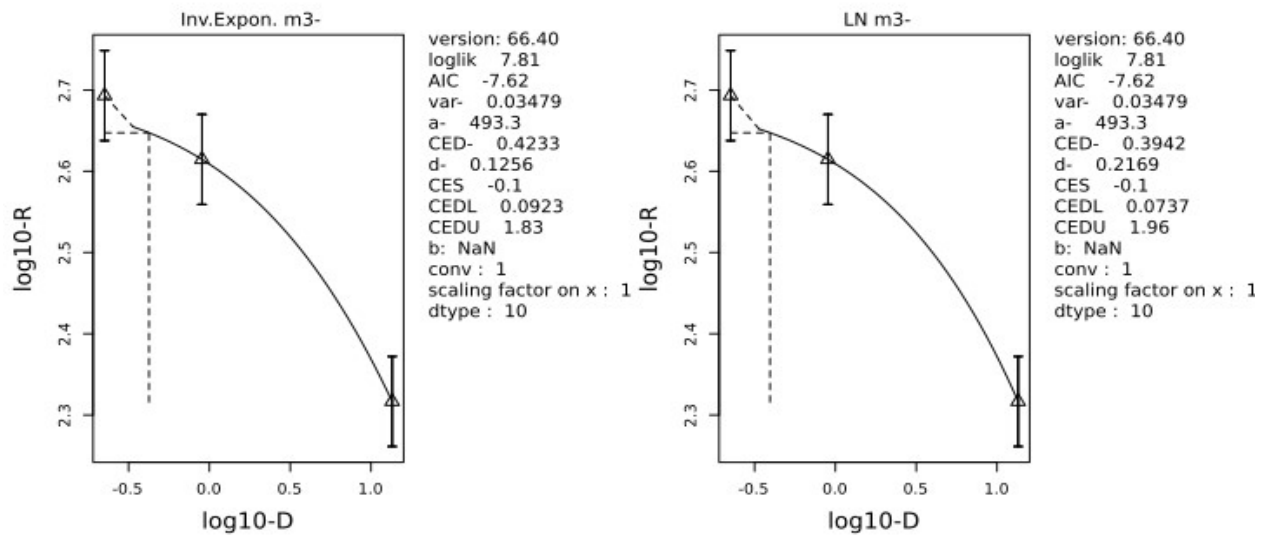 Inv.Expon. m3-
version: 66.40
loglik 7.81
AIC -7.62
var- 0.03479
a- 493.3
CED- 0.4233
d- 0.1256
CES -0.1
CEDL 0.0923
CEDU 1.83
b: NaN
conv : 1
scaling factor on x : 1
dtype : 10
log10-R
2.7
2.6
2.5
2.4
2.3
-0.5 0.0 0.5 1.0
log10-D
LN m3-
version: 66.40
loglik 7.81
AIC -7.62
var- 0.03479
a- 493.3
CED- 0.3942
d- 0.2169
CES -0.1
CEDL 0.0737
CEDU 1.96
b: NaN
conv : 1
scaling factor on x : 1
dtype : 10
log10-R
2.7
2.6
2.5
2.4
2.3
-0.5 0.0 0.5 1.0
log10-D